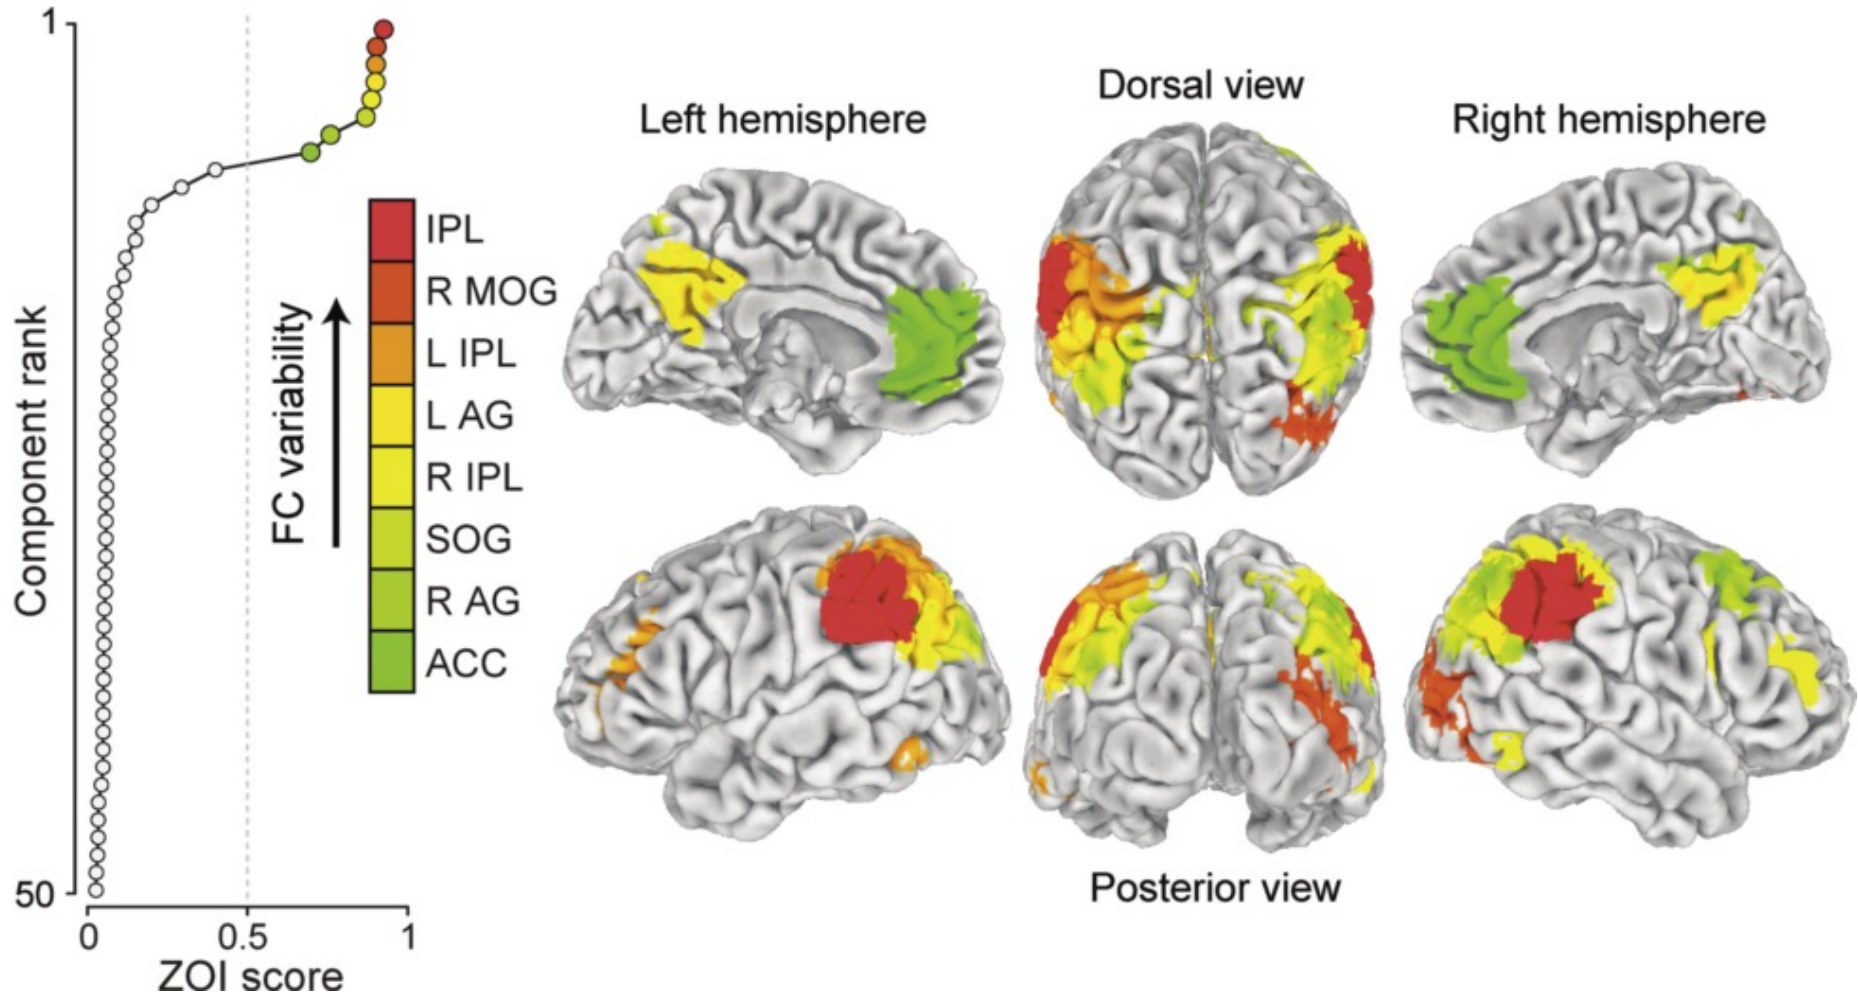 1
Component rank
50
0
0.5
1
ZOI score
FC variability
IPL
R MOG
L IPL
L AG
R IPL
SOG
R AG
ACC
Left hemisphere
Dorsal view
Right hemisphere
Posterior view